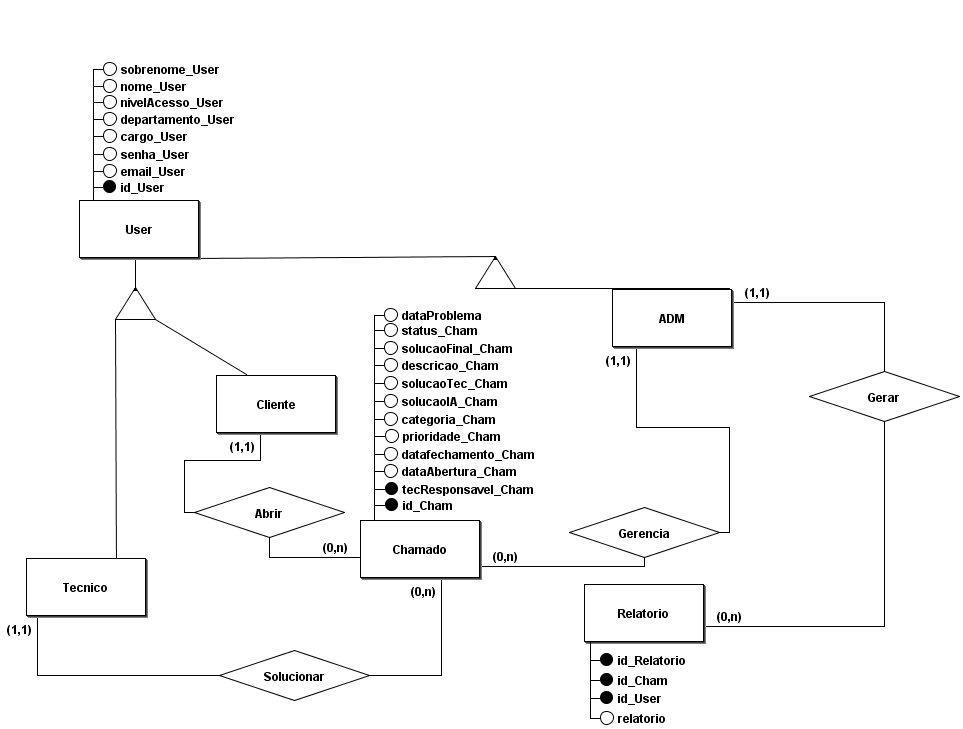 sobrenome_User
nome_User
nivelAcesso_User
departamento_User
cargo_User
senha_User
email_User
id_User
User
ADM
(1,1)
(1,1)
Gerar
dataProblema
status_Cham
solucaoFinal_Cham
descricao_Cham
solucaoTec_Cham
solucaoIA_Cham
categoria_Cham
prioridade_Cham
datafechamento_Cham
dataAbertura_Cham
tecResponsavel_Cham
id_Cham
Cliente
(1,1)
Abrir
(0,n)
Chamado
(0,n)
Gerencia
(0,n)
Tecnico
(1,1)
Solucionar
Relatorio
(0,n)
id_Relatorio
id_Cham
id_User
relatorio